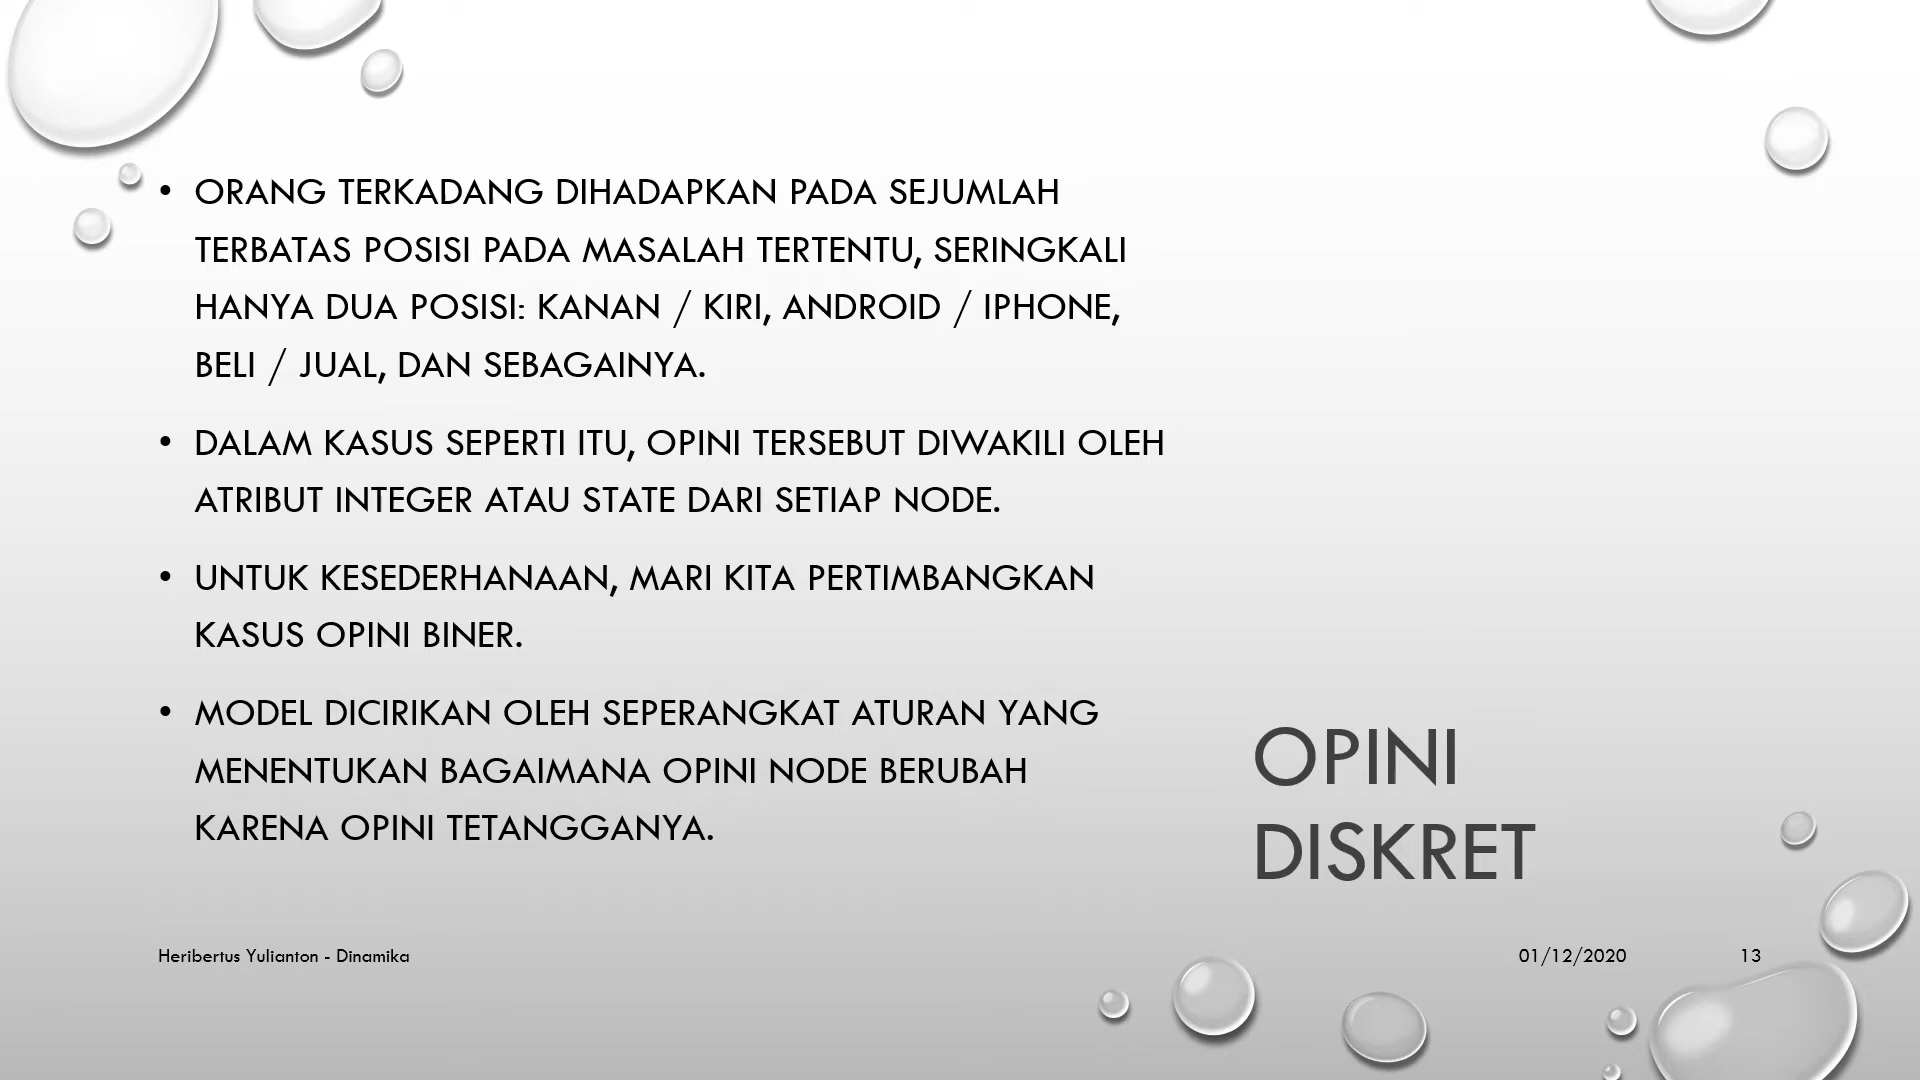 • ORANG TERKADANG DIHADAPKAN PADA SEJUMLAH
TERBATAS POSISI PADA MASALAH TERTENTU, SERINGKALI
HANYA DUA POSISI: KANAN / KIRI, ANDROID / IPHONE,
BELI / JUAL, DAN SEBAGAINYA.
• DALAM KASUS SEPERTI ITU, OPINI TERSEBUT DIWAKILI OLEH
ATRIBUT INTEGER ATAU STATE DARI SETIAP NODE.
• UNTUK KESEDERHANAAN, MARI KITA PERTIMBANGKAN
KASUS OPINI BINER.
• MODEL DICIRIKAN OLEH SEPERANGKAT ATURAN YANG
MENENTUKAN BAGAIMANA OPINI NODE BERUBAH
KARENA OPINI TETANGGANYA.
OPINI
DISKRET
Heribertus Yulianton - Dinamika
01/12/2020
13